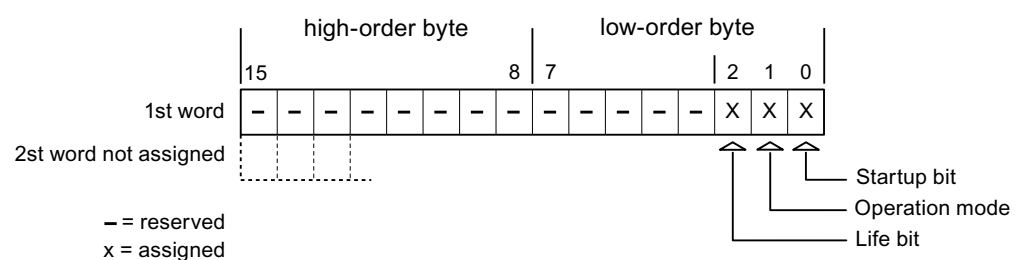 high-order byte low-order byte
15 8 7 2 1 0
1st word – – – – – – – – – – – – – X X X
2st word not assigned
Startup bit
– = reserved Operation mode
x = assigned Life bit